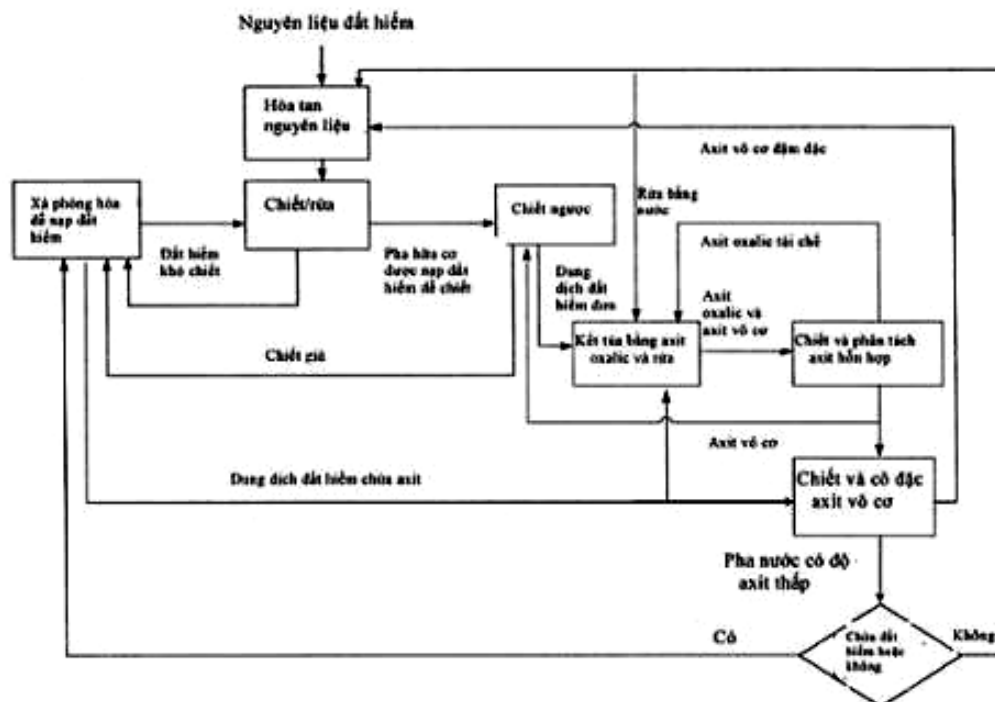 Nguyên liệu đất hiếm
Hòa tan
nguyên liệu
Axit vô cơ đậm đặc
Xà phòng hóa
để nạp đất
hiếm
Chiết/rửa
Chiết ngược
Rửa bằng
nước
Axit oxalic tái chế
Đất hiếm
khó chiết
Pha hữu cơ
được nạp đất
hiếm dễ chiết
Dung
dịch đất
hiếm đơn
Axit
oxalic và
axit vô cơ
Kết tủa bằng axit
oxalic và rửa
Chiết và phân tách
axit hỗn hợp
Chiết giả
Axit vô cơ
Dung dịch đất hiếm chứa axit
Chiết và cô đặc
axit vô cơ
Pha nước có độ
axit thấp
Có
Chứa đất
hiếm hoặc
không
Không